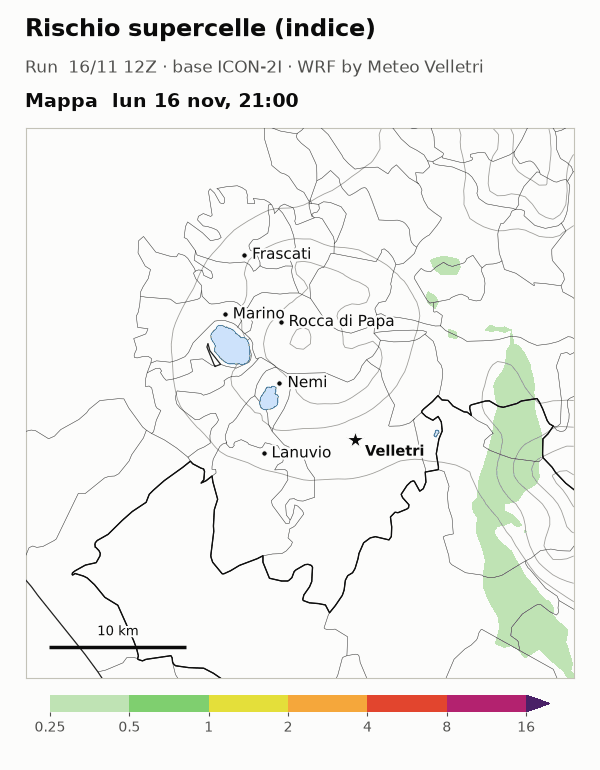 Rischio supercelle (indice)
Run  16/11 12Z · base ICON-2I · WRF by Meteo Velletri
Mappa  lun 16 nov, 21:00
Frascati
Marino
Rocca di Papa
Nemi
Velletri
Lanuvio
10 km
0.25 0.5 1 2 4 8 16